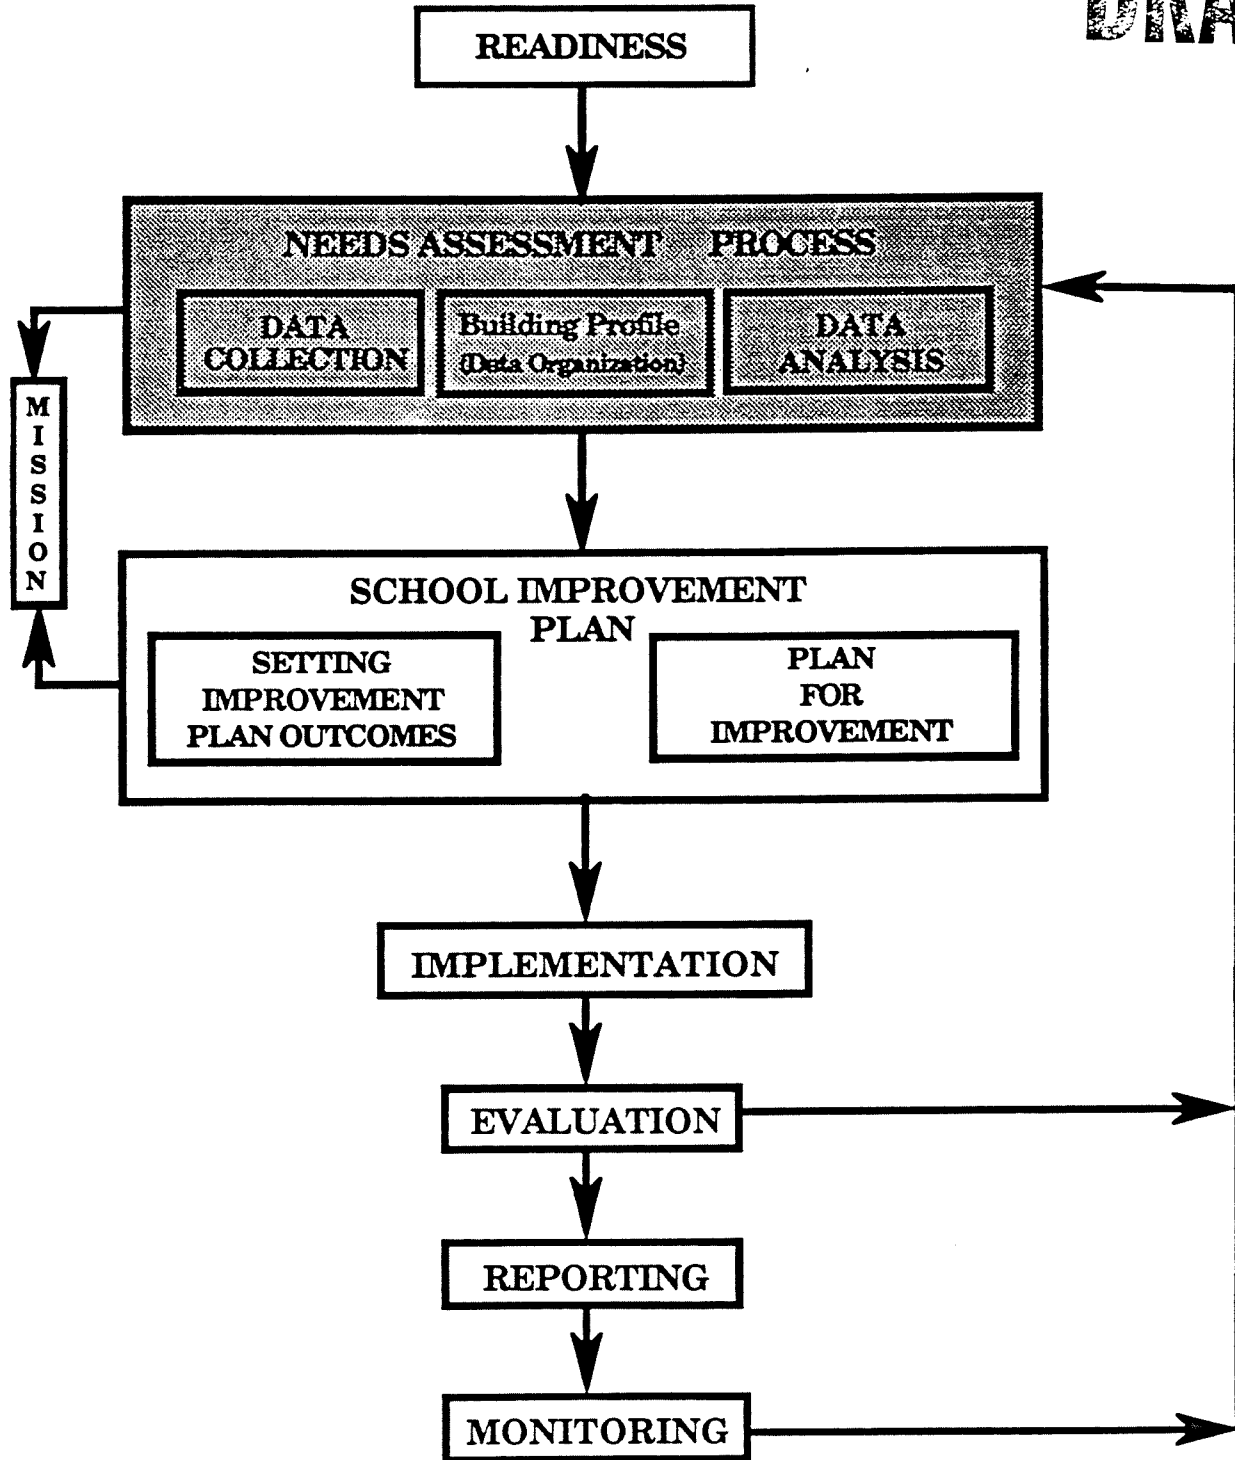 READINESS
NEEDS ASSESSMENT PROCESS
DATA
COLLECTION
Building Profile
(Data Organization)
DATA
ANALYSIS
M
I
S
S
I
O
N
SCHOOL IMPROVEMENT
PLAN
SETTING
IMPROVEMENT
PLAN OUTCOMES
PLAN
FOR
IMPROVEMENT
IMPLEMENTATION
EVALUATION
REPORTING
MONITORING